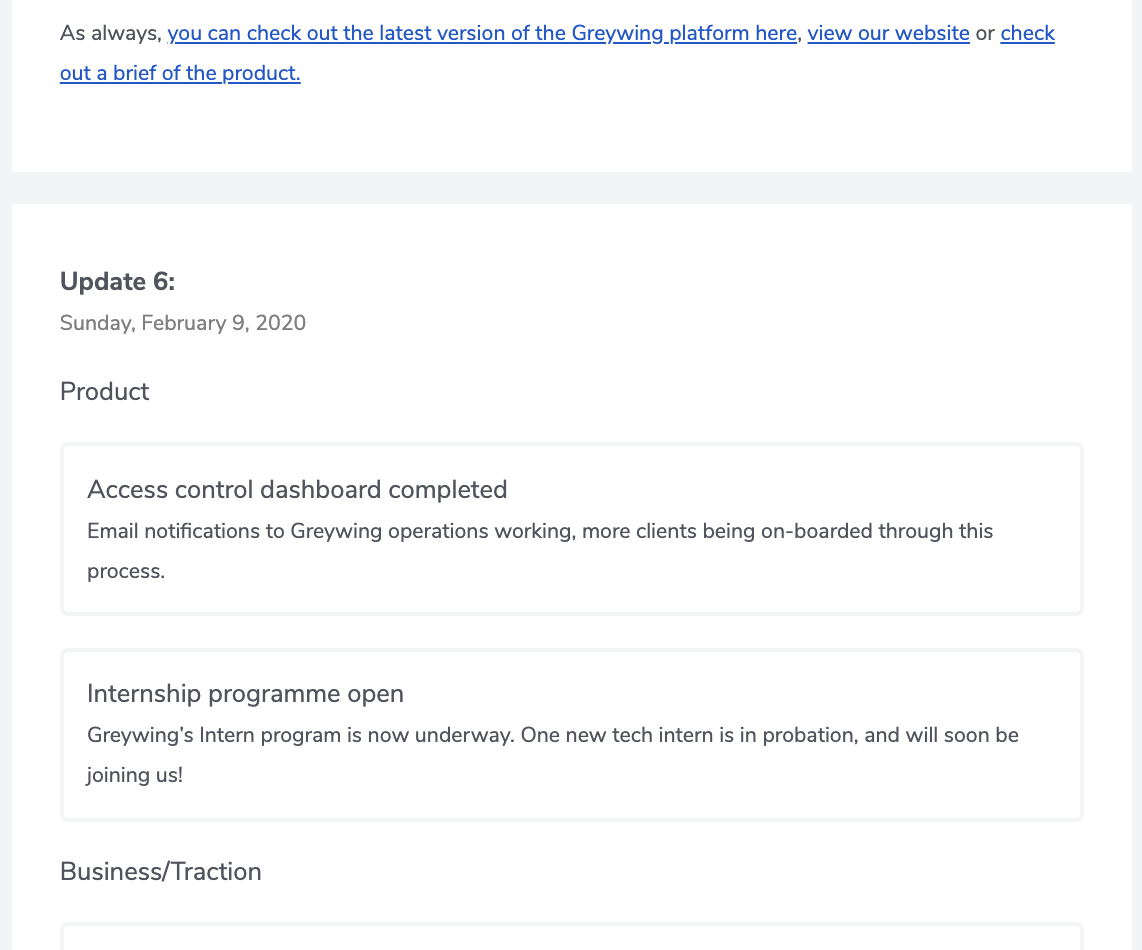 As always, you can check out the latest version of the Greywing platform here, view our website or check
out a brief of the product.
Update 6:
Sunday, February 9, 2020
Product
Access control dashboard completed
Email notifications to Greywing operations working, more clients being on-boarded through this
process.
Internship programme open
Greywing’s Intern program is now underway. One new tech intern is in probation, and will soon be
joining us!
Business/Traction